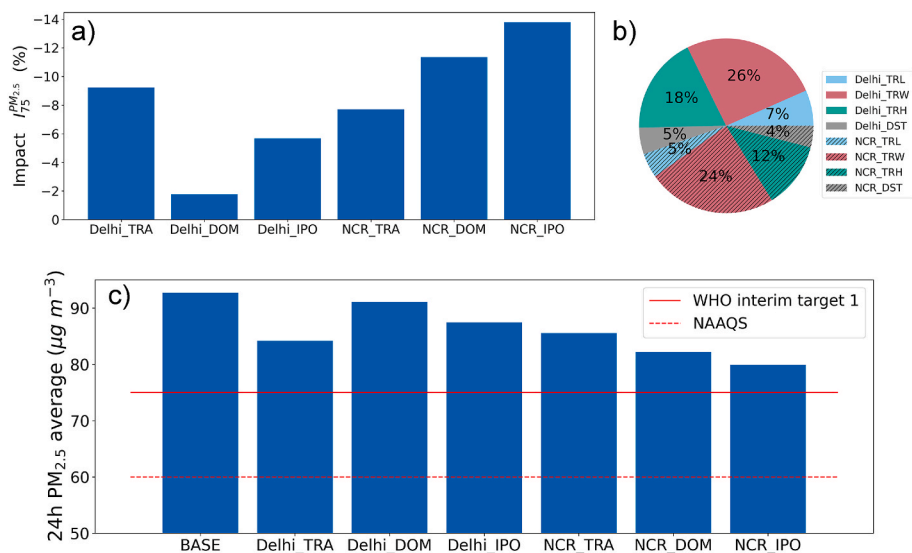 a)
Impact I_75^PM2.5 (%)
−14
−12
−10
−8
−6
−4
−2
0
Delhi_TRA Delhi_DOM Delhi_IPO NCR_TRA NCR_DOM NCR_IPO
b)
26%
18%
7%
5%
4%
5%
12%
24%
Delhi_TRL
Delhi_TRW
Delhi_TRH
Delhi_DST
NCR_TRL
NCR_TRW
NCR_TRH
NCR_DST
c)
24h PM2.5 average (μg m−3)
90
80
70
60
50
WHO interim target 1
NAAQS
BASE Delhi_TRA Delhi_DOM Delhi_IPO NCR_TRA NCR_DOM NCR_IPO